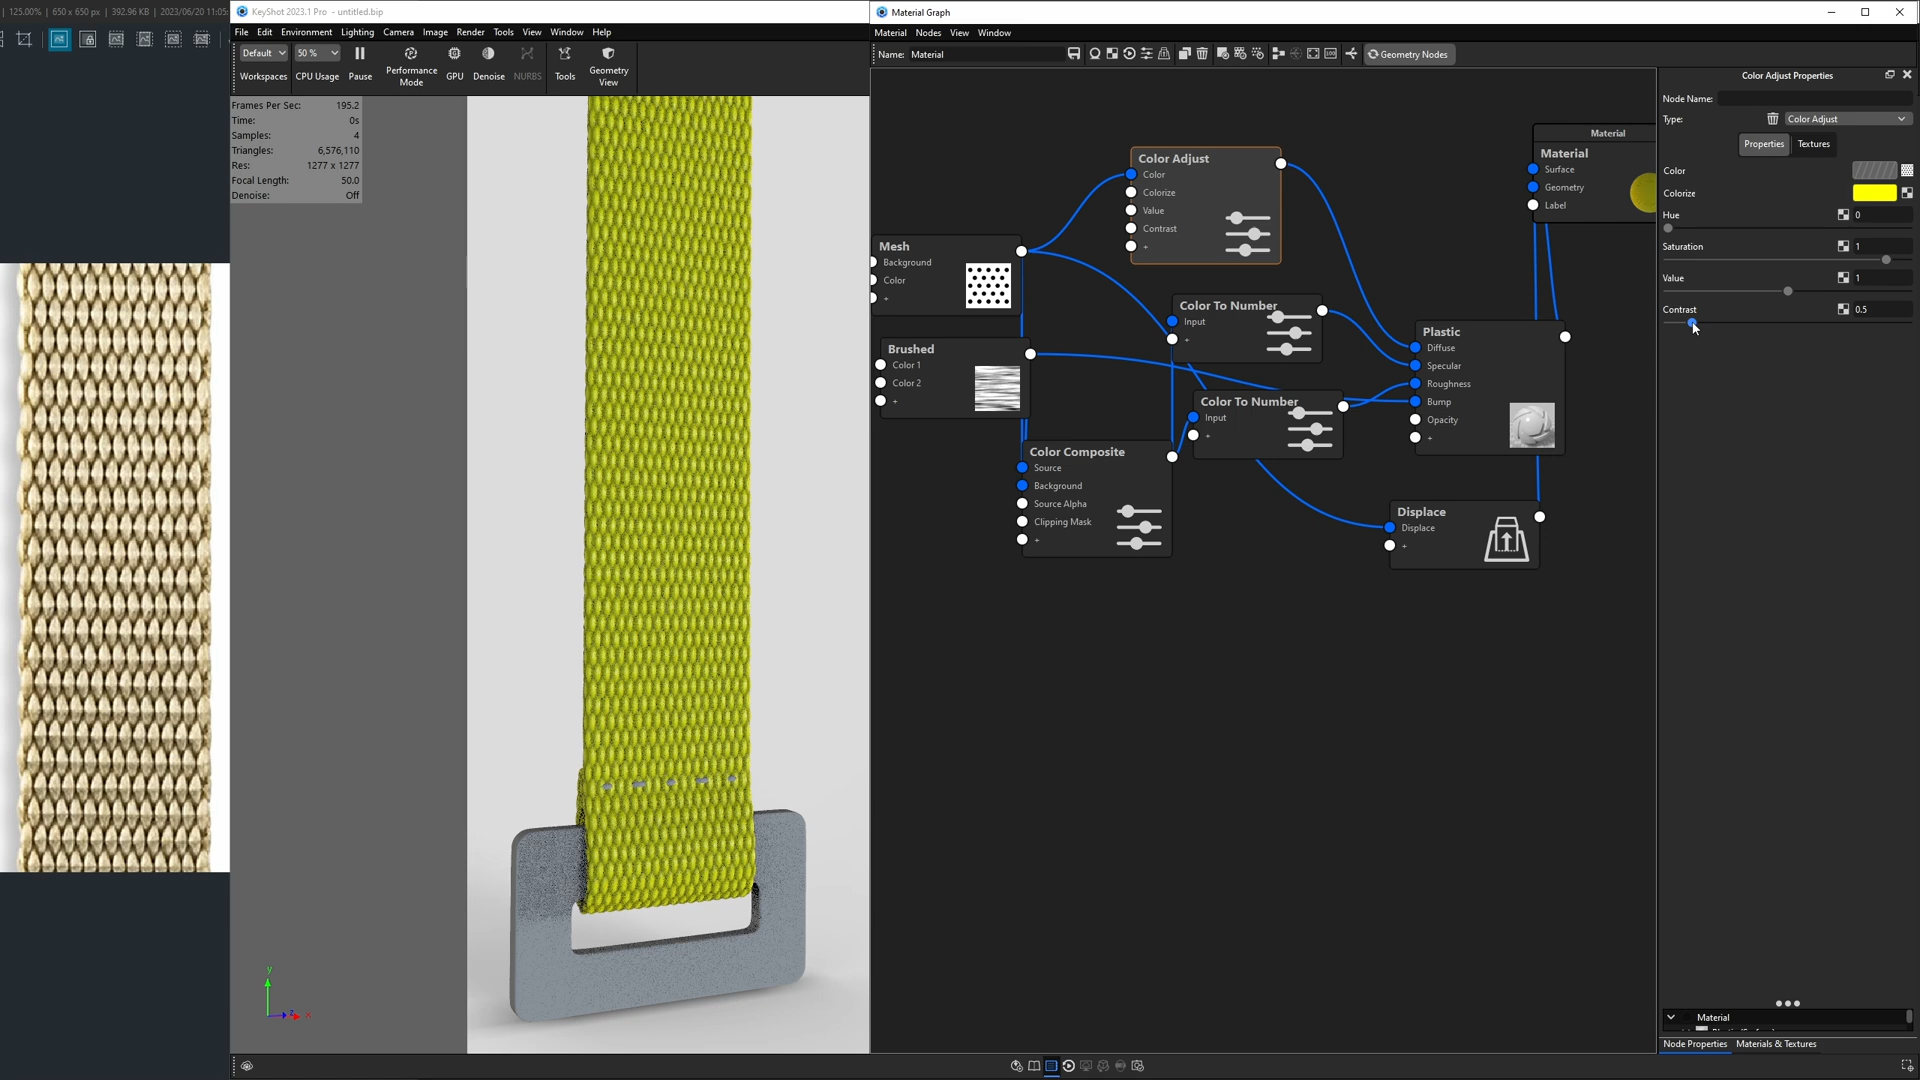 125.00% | 650 x 650 px | 392.96 KB | 2023/06/20 11:05:
KeyShot 2023.1 Pro - untitled.bip
File Edit Environment Lighting Camera Image Render Tools View Window Help
Default 50 %
Workspaces CPU Usage Pause Performance Mode GPU Denoise NURBS Tools Geometry View
Frames Per Sec: 195.2
Time: 0s
Samples: 4
Triangles: 6,576,110
Res: 1277 x 1277
Focal Length: 50.0
Denoise: Off
y
z x
Material Graph
Material Nodes View Window
Name: Material
Geometry Nodes
Mesh
Background
Color
+
Brushed
Color 1
Color 2
+
Color Adjust
Color
Colorize
Value
Contrast
+
Color To Number
Input
+
Color To Number
Input
+
Color Composite
Source
Background
Source Alpha
Clipping Mask
+
Material
Material
Surface
Geometry
Label
Plastic
Diffuse
Specular
Roughness
Bump
Opacity
+
Displace
Displace
+
Color Adjust Properties
Node Name:
Type: Color Adjust
Properties Textures
Color
Colorize
Hue 0
Saturation 1
Value 1
Contrast 0.5
Material
Node Properties Materials & Textures